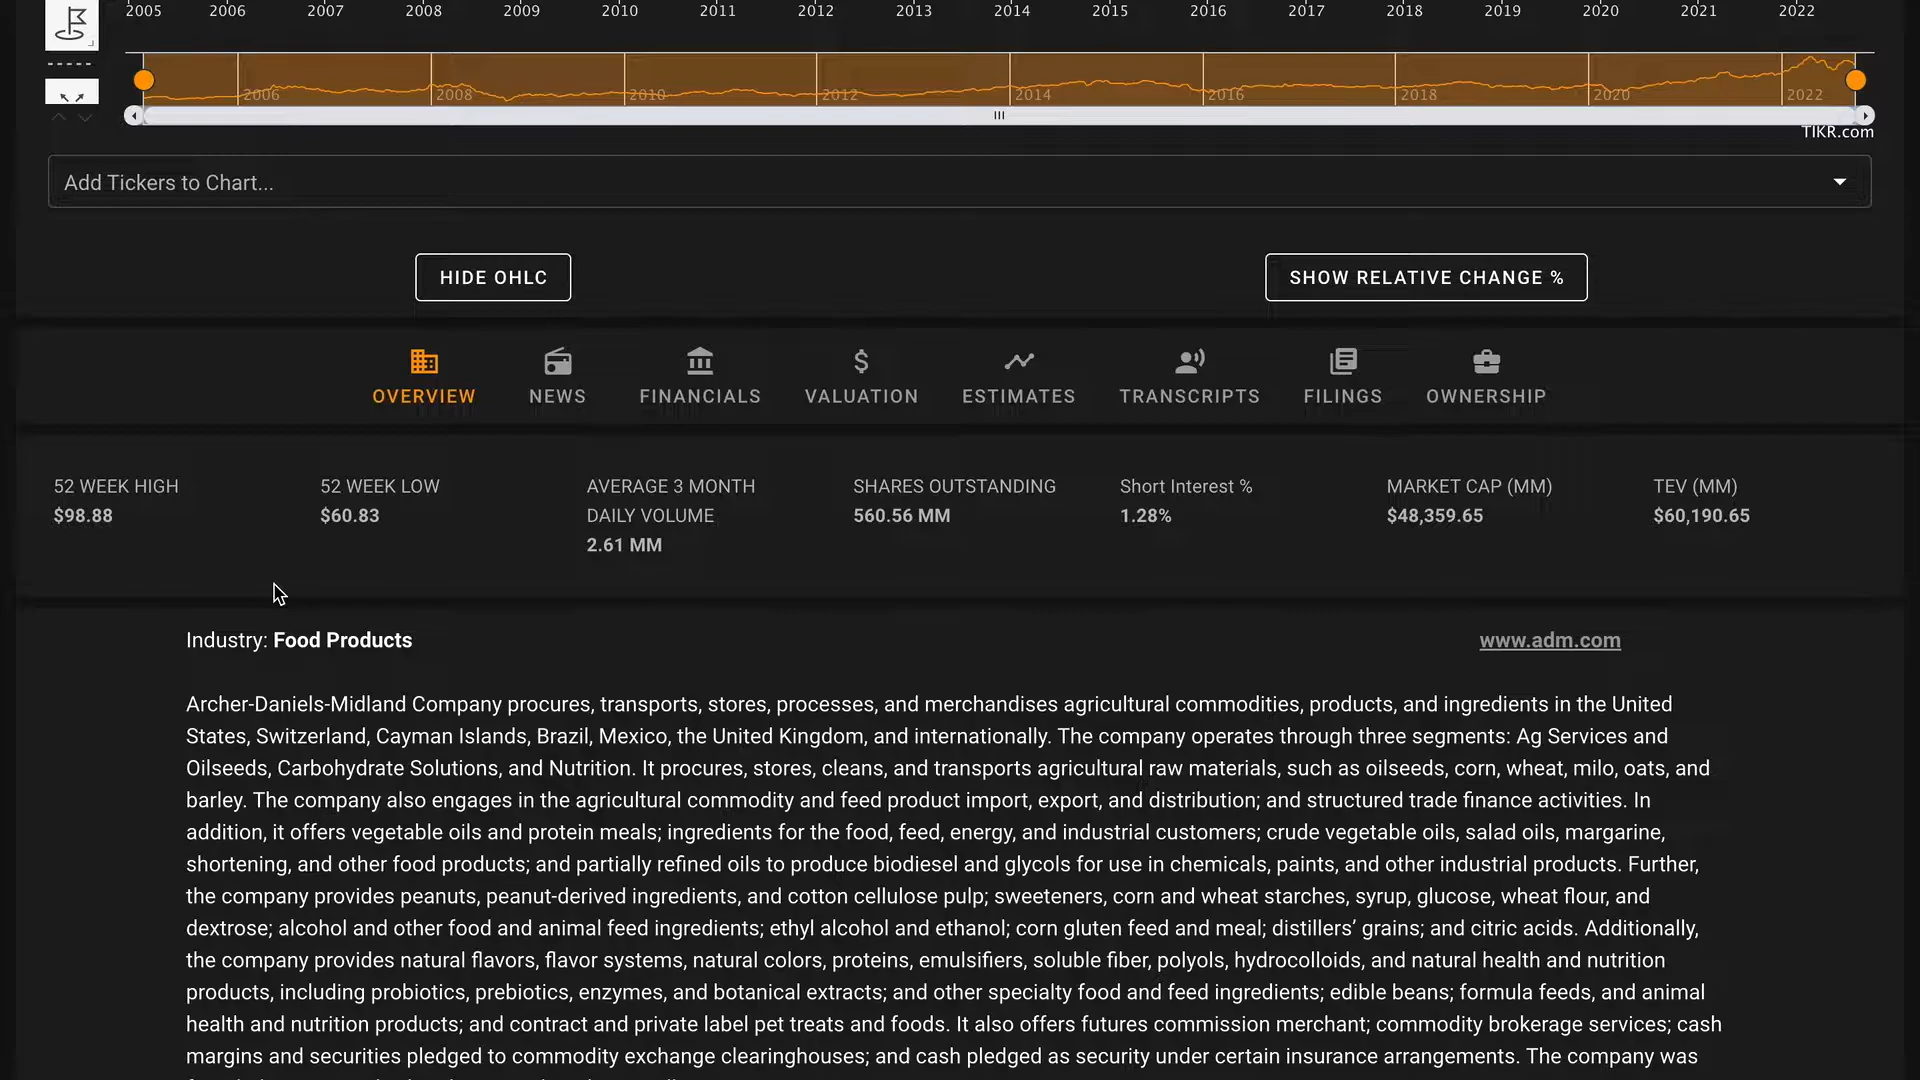 2005 2006 2007 2008 2009 2010 2011 2012 2013 2014 2015 2016 2017 2018 2019 2020 2021 2022
2006 2008 2010 2012 2014 2016 2018 2020 2022
TIKR.com
Add Tickers to Chart...
HIDE OHLC SHOW RELATIVE CHANGE %
OVERVIEW NEWS FINANCIALS VALUATION ESTIMATES TRANSCRIPTS FILINGS OWNERSHIP
52 WEEK HIGH
$98.88
52 WEEK LOW
$60.83
AVERAGE 3 MONTH
DAILY VOLUME
2.61 MM
SHARES OUTSTANDING
560.56 MM
Short Interest %
1.28%
MARKET CAP (MM)
$48,359.65
TEV (MM)
$60,190.65
Industry: Food Products www.adm.com
Archer-Daniels-Midland Company procures, transports, stores, processes, and merchandises agricultural commodities, products, and ingredients in the United
States, Switzerland, Cayman Islands, Brazil, Mexico, the United Kingdom, and internationally. The company operates through three segments: Ag Services and
Oilseeds, Carbohydrate Solutions, and Nutrition. It procures, stores, cleans, and transports agricultural raw materials, such as oilseeds, corn, wheat, milo, oats, and
barley. The company also engages in the agricultural commodity and feed product import, export, and distribution; and structured trade finance activities. In
addition, it offers vegetable oils and protein meals; ingredients for the food, feed, energy, and industrial customers; crude vegetable oils, salad oils, margarine,
shortening, and other food products; and partially refined oils to produce biodiesel and glycols for use in chemicals, paints, and other industrial products. Further,
the company provides peanuts, peanut-derived ingredients, and cotton cellulose pulp; sweeteners, corn and wheat starches, syrup, glucose, wheat flour, and
dextrose; alcohol and other food and animal feed ingredients; ethyl alcohol and ethanol; corn gluten feed and meal; distillers’ grains; and citric acids. Additionally,
the company provides natural flavors, flavor systems, natural colors, proteins, emulsifiers, soluble fiber, polyols, hydrocolloids, and natural health and nutrition
products, including probiotics, prebiotics, enzymes, and botanical extracts; and other specialty food and feed ingredients; edible beans; formula feeds, and animal
health and nutrition products; and contract and private label pet treats and foods. It also offers futures commission merchant; commodity brokerage services; cash
margins and securities pledged to commodity exchange clearinghouses; and cash pledged as security under certain insurance arrangements. The company was